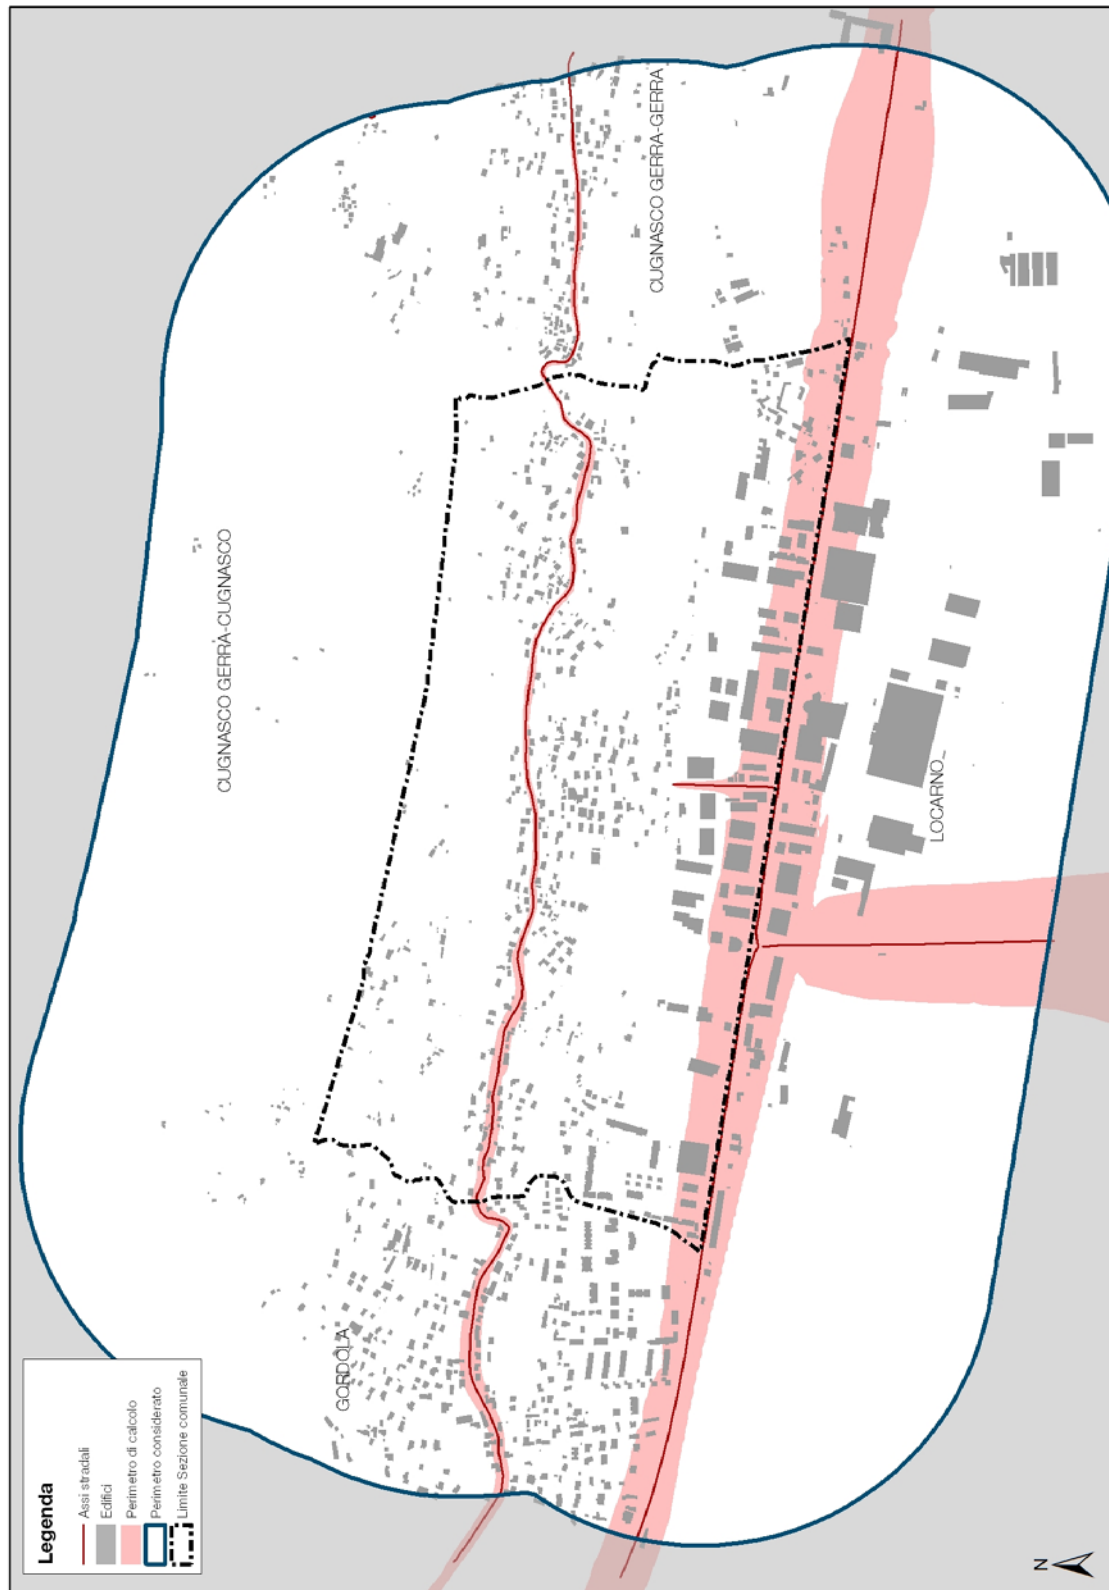 CUGNASCO GERRA-CUGNASCO
CUGNASCO GERRA-GERRA
GORDOLA
LOCARNO_
Legenda
Assi stradali
Edifici
Perimetro di calcolo
Perimetro considerato
Limite Sezione comunale
N